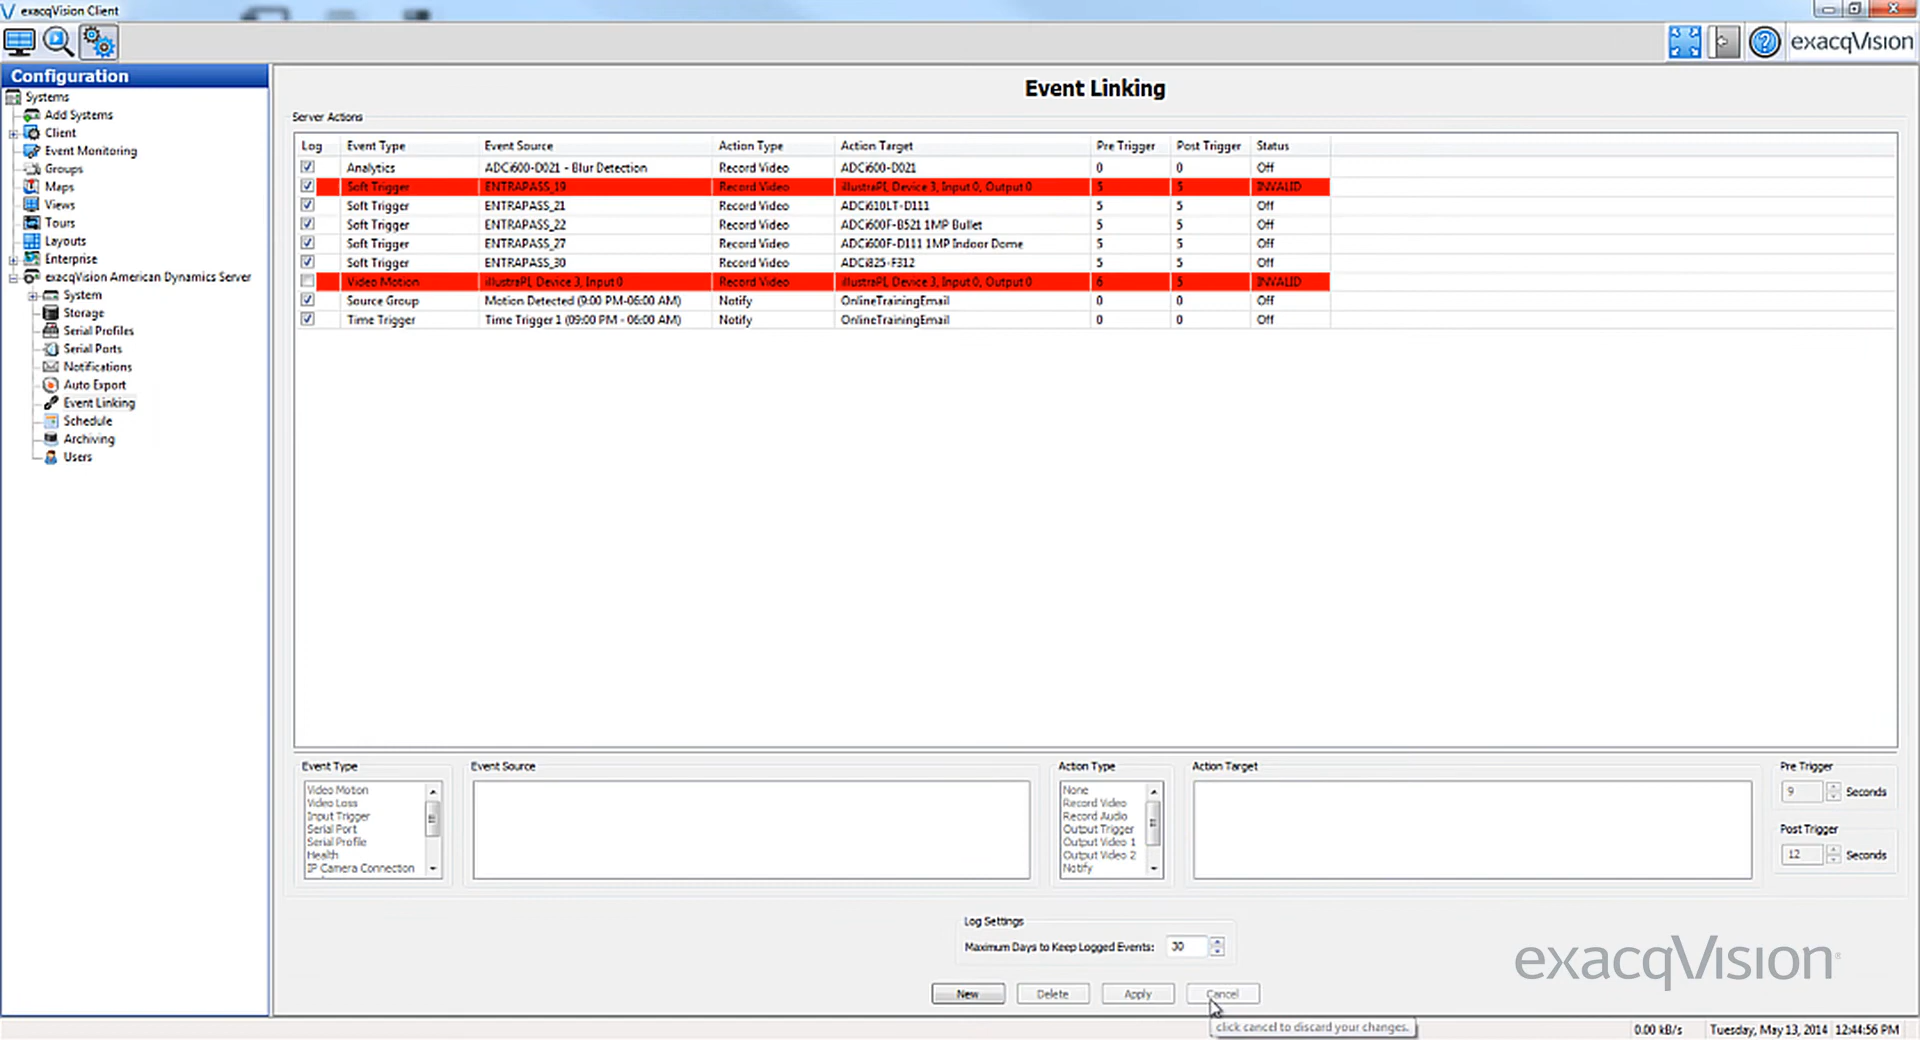 exacqVision Client
exacqVision
Configuration
Systems
Add Systems
Client
Event Monitoring
Groups
Maps
Views
Tours
Layouts
Enterprise
exacqVision American Dynamics Server
System
Storage
Serial Profiles
Serial Ports
Notifications
Auto Export
Event Linking
Schedule
Archiving
Users
Event Linking
Server Actions
Log Event Type Event Source Action Type Action Target Pre Trigger Post Trigger Status
Analytics ADCi600-D021 - Blur Detection Record Video ADCi600-D021 0 0 Off
Soft Trigger ENTRAPASS_19 Record Video illustraPI, Device 3, Input 0, Output 0 5 5 INVALID
Soft Trigger ENTRAPASS_21 Record Video ADCi610LT-D111 5 5 Off
Soft Trigger ENTRAPASS_22 Record Video ADCi600F-B521 1MP Bullet 5 5 Off
Soft Trigger ENTRAPASS_27 Record Video ADCi600F-D111 1MP Indoor Dome 5 5 Off
Soft Trigger ENTRAPASS_30 Record Video ADCi825-F312 5 5 Off
Video Motion illustraPI, Device 3, Input 0 Record Video illustraPI, Device 3, Input 0, Output 0 6 5 INVALID
Source Group Motion Detected (9:00 PM-06:00 AM) Notify OnlineTrainingEmail 0 0 Off
Time Trigger Time Trigger 1 (09:00 PM - 06:00 AM) Notify OnlineTrainingEmail 0 0 Off
Event Type
Video Motion
Video Loss
Input Trigger
Serial Port
Serial Profile
Health
IP Camera Connection
Event Source
Action Type
None
Record Video
Record Audio
Output Trigger
Output Video 1
Output Video 2
Notify
Action Target
Pre Trigger
9 Seconds
Post Trigger
12 Seconds
Log Settings
Maximum Days to Keep Logged Events: 30
exacqVision
New Delete Apply Cancel
click cancel to discard your changes.
0.00 kB/s Tuesday, May 13, 2014 12:44:56 PM